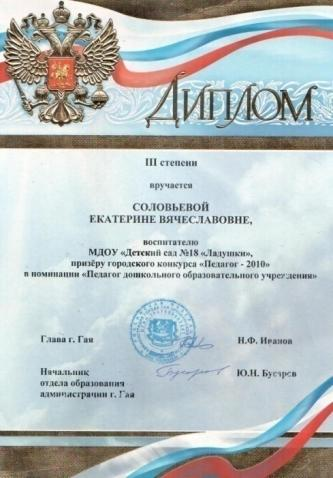 ДИПЛОМ
III степени
вручается
СОЛОВЬЕВОЙ
ЕКАТЕРИНЕ ВЯЧЕСЛАВОВНЕ,
воспитателю
МДОУ «Детский сад №18 «Ладушки»,
призёру городского конкурса «Педагог - 2010»
в номинации «Педагог дошкольного образовательного учреждения»
Глава г. Гая
Н.Ф. Иванов
Начальник
отдела образования
администрации г. Гая
Ю.Н.